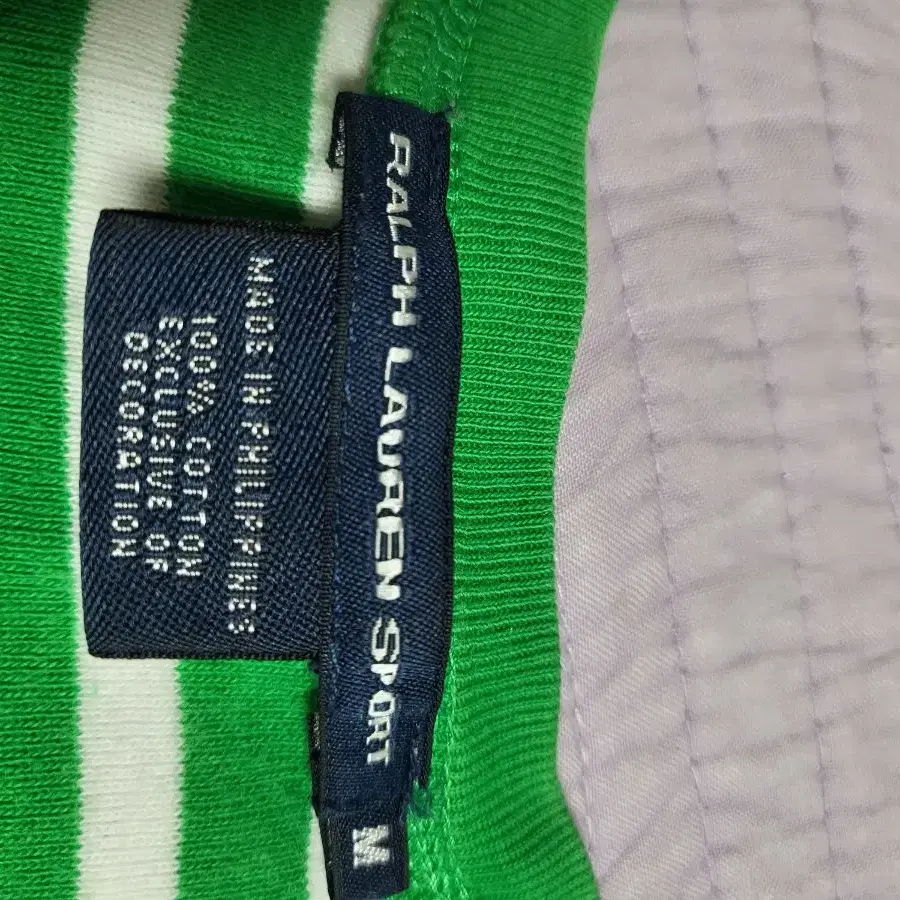 RALPH LAUREN SPORT
M
MADE IN PHILIPPINES
100% COTTON
EXCLUSIVE OF
DECORATION